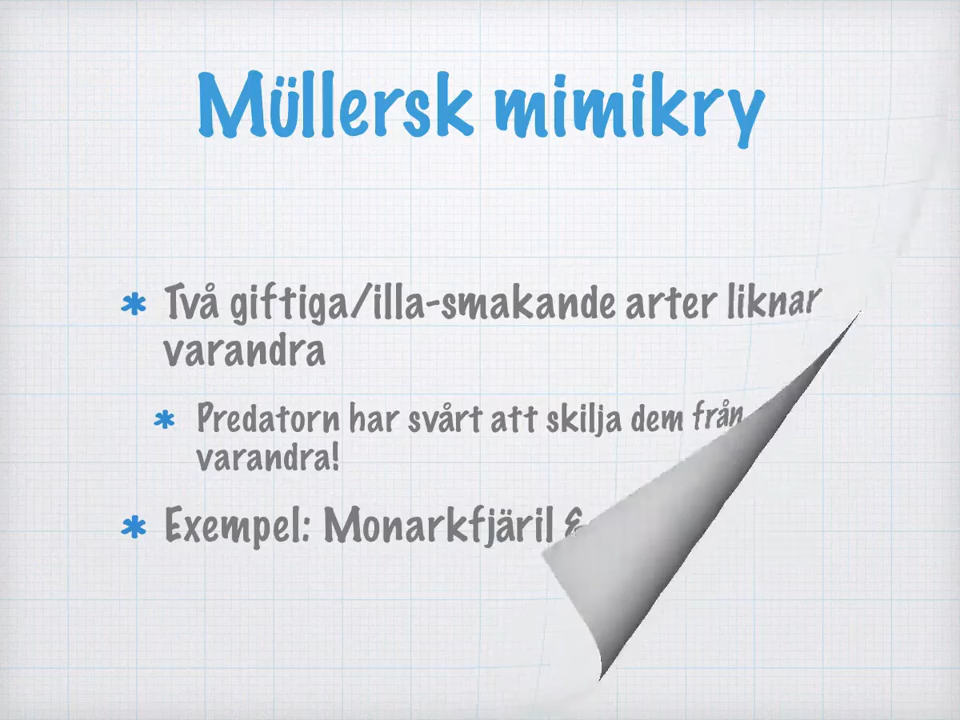 Müllersk mimikry
Två giftiga/illa-smakande arter liknar
varandra
Predatorn har svårt att skilja dem från
varandra!
Exempel: Monarkfjäril &